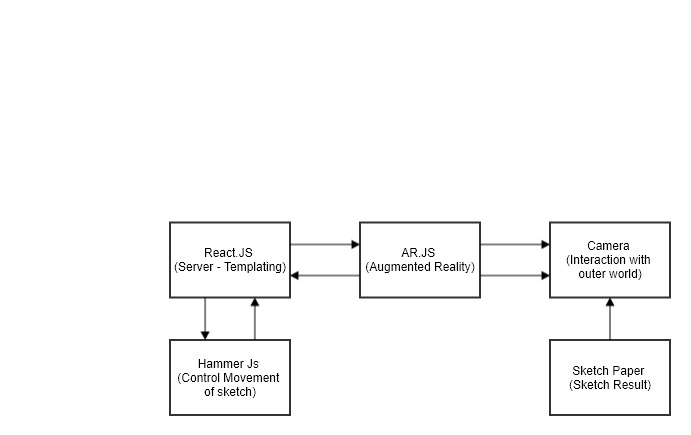 React.JS
(Server - Templating)
AR.JS
(Augmented Reality)
Camera
(Interaction with
outer world)
Hammer Js
(Control Movement
of sketch)
Sketch Paper
(Sketch Result)